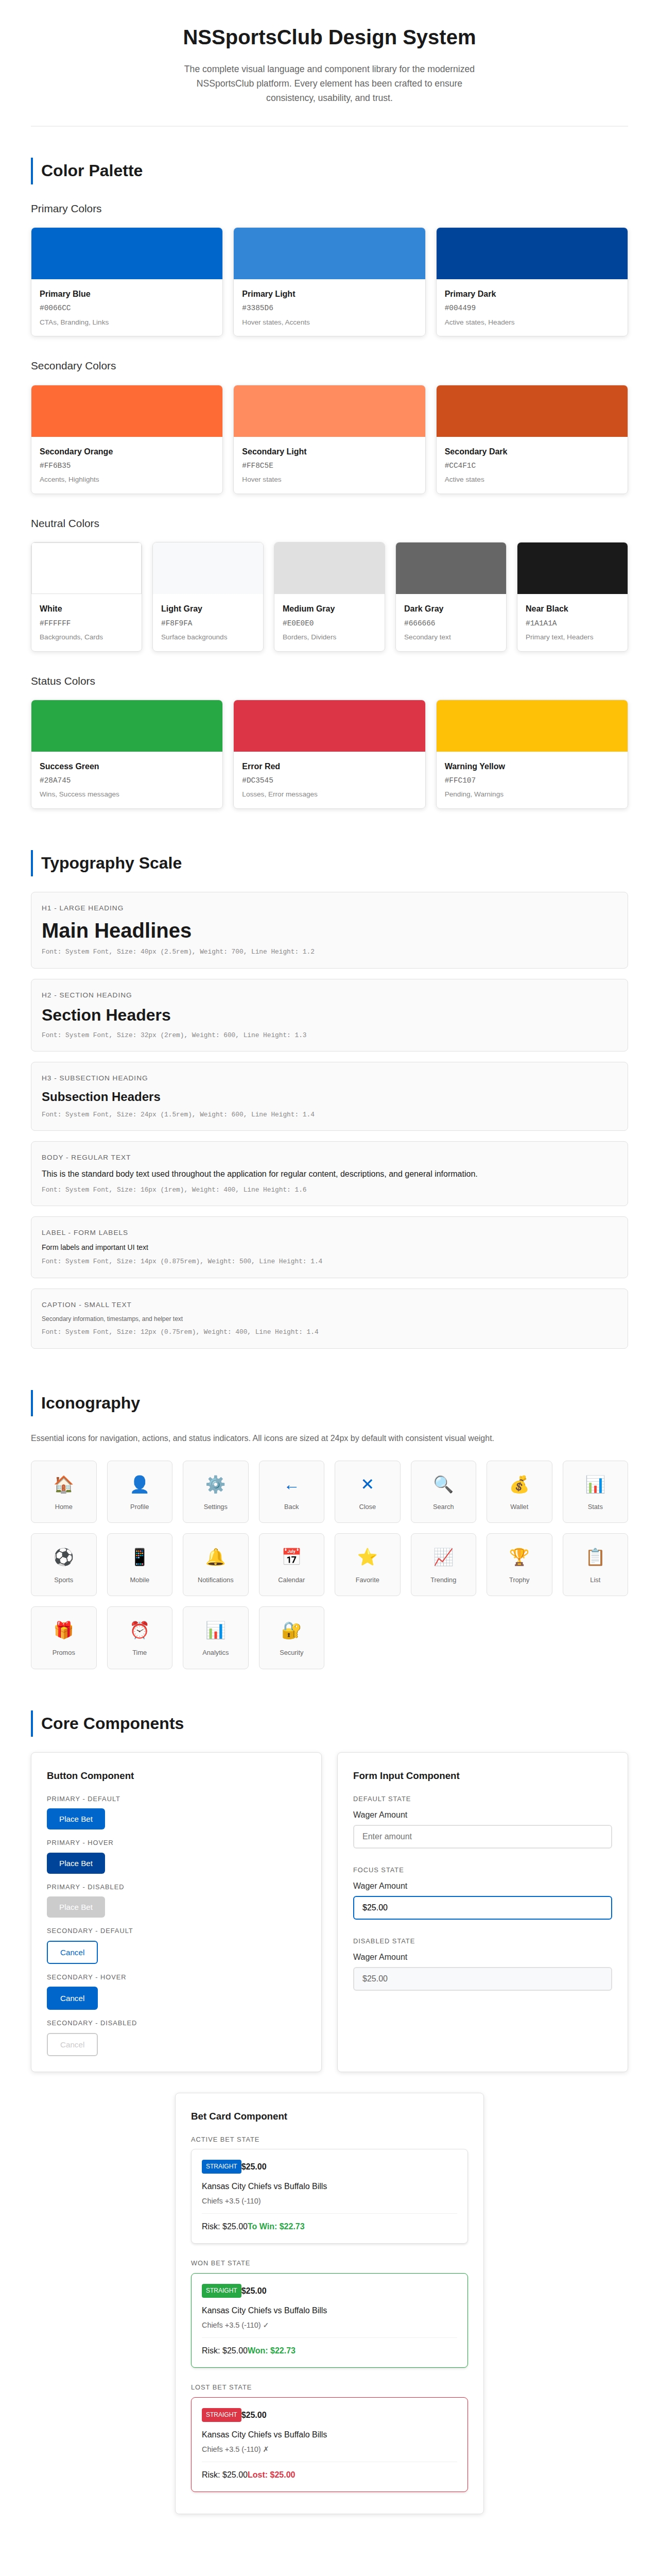 NSSportsClub Design System
The complete visual language and component library for the modernized
NSSportsClub platform. Every element has been crafted to ensure
consistency, usability, and trust.
Color Palette
Primary Colors
Primary Blue
#0066CC
CTAs, Branding, Links
Primary Light
#3385D6
Hover states, Accents
Primary Dark
#004499
Active states, Headers
Secondary Colors
Secondary Orange
#FF6B35
Accents, Highlights
Secondary Light
#FF8C5E
Hover states
Secondary Dark
#CC4F1C
Active states
Neutral Colors
White
#FFFFFF
Backgrounds, Cards
Light Gray
#F8F9FA
Surface backgrounds
Medium Gray
#E0E0E0
Borders, Dividers
Dark Gray
#666666
Secondary text
Near Black
#1A1A1A
Primary text, Headers
Status Colors
Success Green
#28A745
Wins, Success messages
Error Red
#DC3545
Losses, Error messages
Warning Yellow
#FFC107
Pending, Warnings
Typography Scale
H1 - LARGE HEADING
Main Headlines
Font: System Font, Size: 40px (2.5rem), Weight: 700, Line Height: 1.2
H2 - SECTION HEADING
Section Headers
Font: System Font, Size: 32px (2rem), Weight: 600, Line Height: 1.3
H3 - SUBSECTION HEADING
Subsection Headers
Font: System Font, Size: 24px (1.5rem), Weight: 600, Line Height: 1.4
BODY - REGULAR TEXT
This is the standard body text used throughout the application for regular content, descriptions, and general information.
Font: System Font, Size: 16px (1rem), Weight: 400, Line Height: 1.6
LABEL - FORM LABELS
Form labels and important UI text
Font: System Font, Size: 14px (0.875rem), Weight: 500, Line Height: 1.4
CAPTION - SMALL TEXT
Secondary information, timestamps, and helper text
Font: System Font, Size: 12px (0.75rem), Weight: 400, Line Height: 1.4
Iconography
Essential icons for navigation, actions, and status indicators. All icons are sized at 24px by default with consistent visual weight.
Home
Profile
Settings
Back
Close
Search
Wallet
Stats
Sports
Mobile
Notifications
Calendar
Favorite
Trending
Trophy
List
Promos
Time
Analytics
Security
Core Components
Button Component
PRIMARY - DEFAULT
Place Bet
PRIMARY - HOVER
Place Bet
PRIMARY - DISABLED
Place Bet
SECONDARY - DEFAULT
Cancel
SECONDARY - HOVER
Cancel
SECONDARY - DISABLED
Cancel
Form Input Component
DEFAULT STATE
Wager Amount
Enter amount
FOCUS STATE
Wager Amount
$25.00
DISABLED STATE
Wager Amount
$25.00
Bet Card Component
ACTIVE BET STATE
STRAIGHT $25.00
Kansas City Chiefs vs Buffalo Bills
Chiefs +3.5 (-110)
Risk: $25.00To Win: $22.73
WON BET STATE
STRAIGHT $25.00
Kansas City Chiefs vs Buffalo Bills
Chiefs +3.5 (-110) ✓
Risk: $25.00Won: $22.73
LOST BET STATE
STRAIGHT $25.00
Kansas City Chiefs vs Buffalo Bills
Chiefs +3.5 (-110) ✗
Risk: $25.00Lost: $25.00